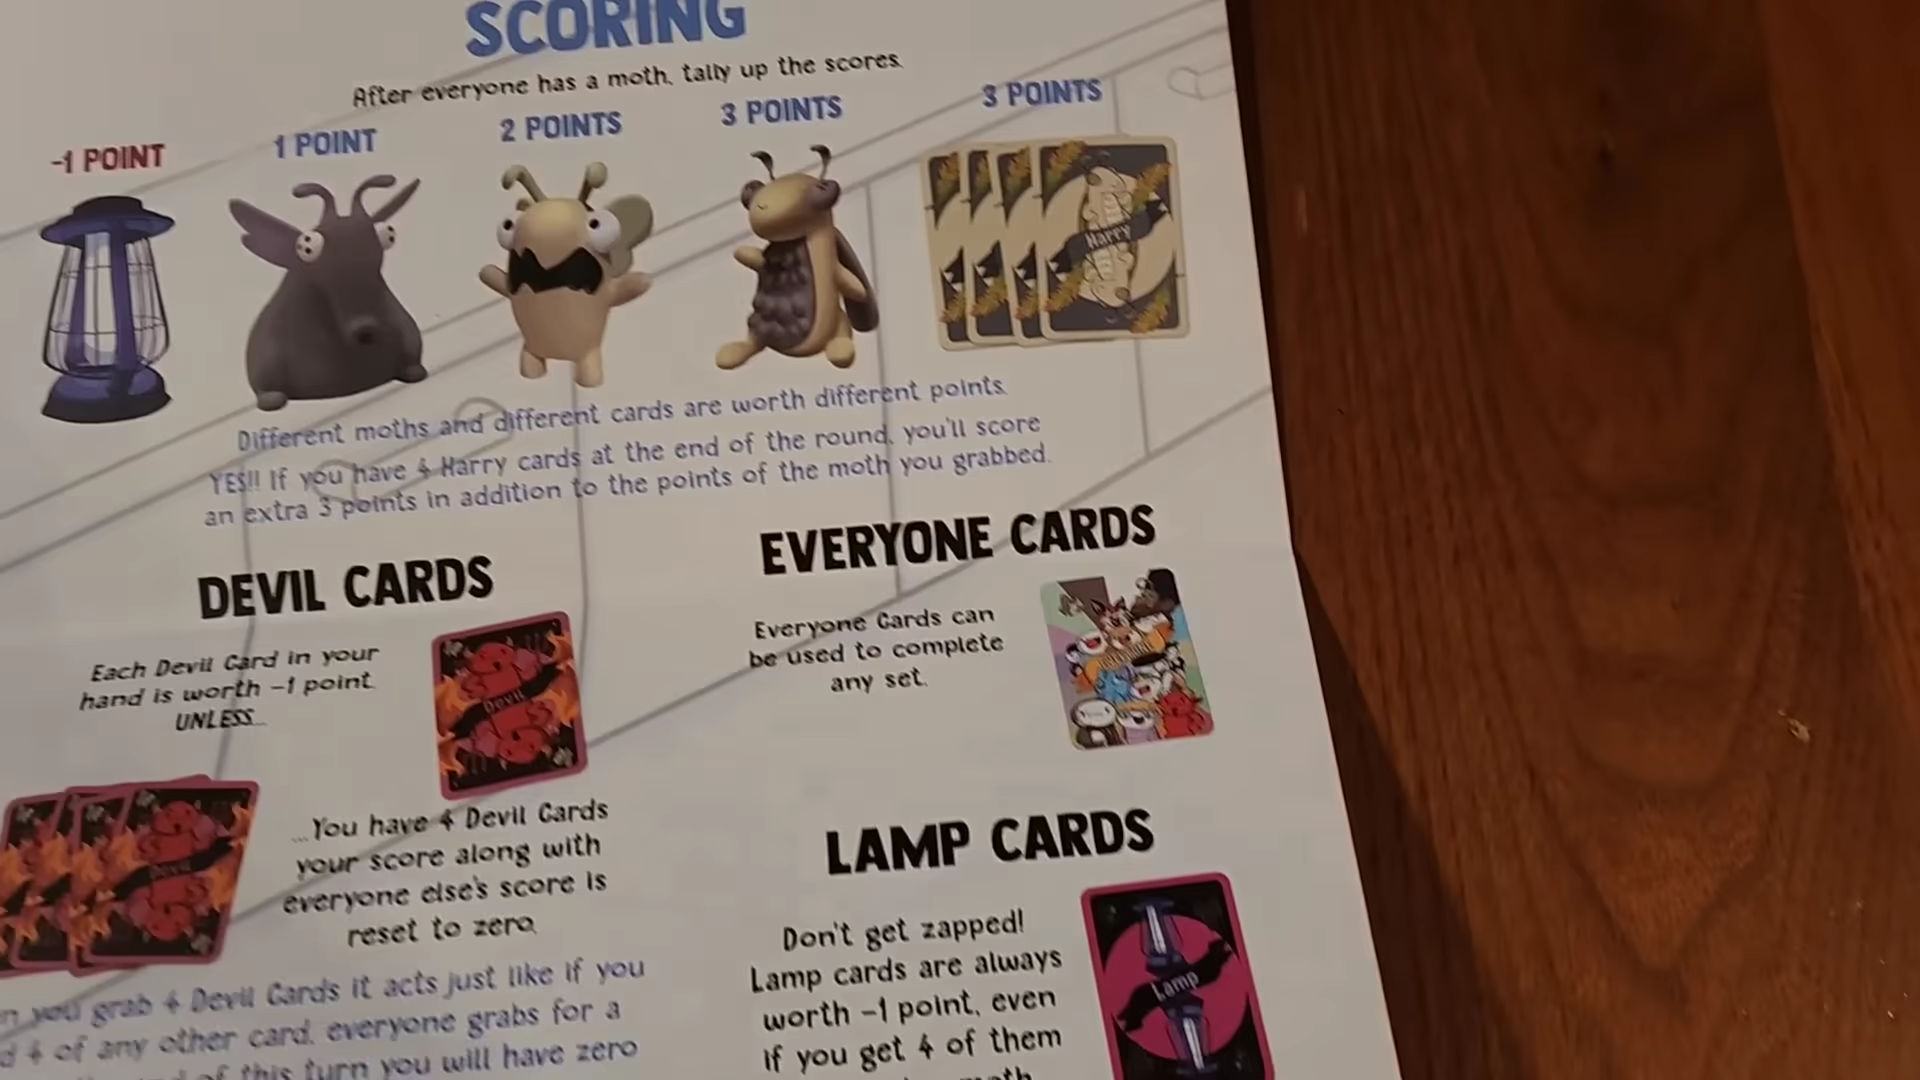 SCORING
After everyone has a moth, tally up the scores.
-1 POINT
1 POINT
2 POINTS
3 POINTS
3 POINTS
Harry
Different moths and different cards are worth different points.
YES!! If you have 4 Harry cards at the end of the round, you'll score
an extra 3 points in addition to the points of the moth you grabbed.
DEVIL CARDS
Each Devil Card in your
hand is worth -1 point.
UNLESS...
Devil
...You have 4 Devil Cards
your score along with
everyone else's score is
reset to zero.
Devil
you grab 4 Devil Cards it acts just like if you
4 of any other card, everyone grabs for a
of this turn you will have zero
EVERYONE CARDS
Everyone Cards can
be used to complete
any set.
LAMP CARDS
Don't get zapped!
Lamp cards are always
worth -1 point, even
if you get 4 of them
moth
Lamp